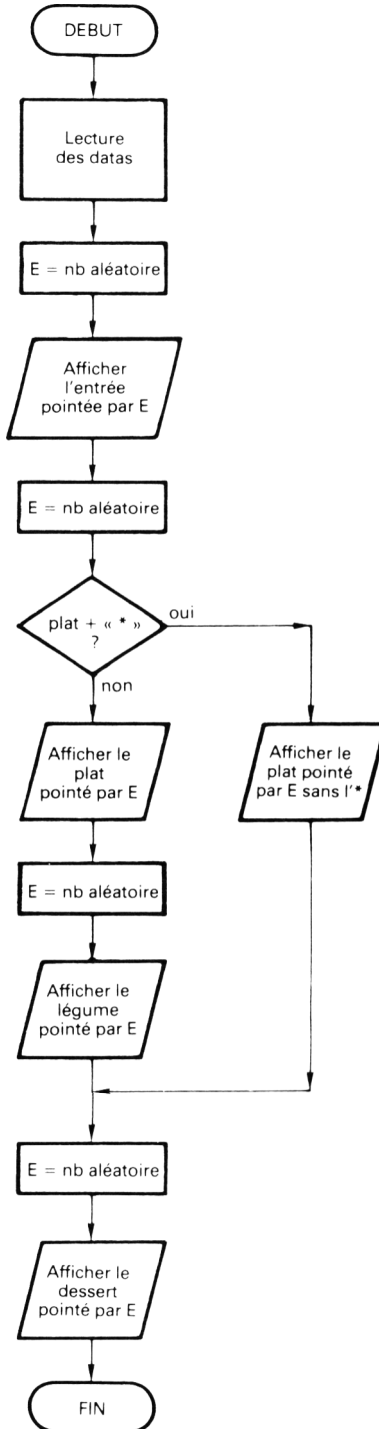 DEBUT
Lecture
des datas
E = nb aléatoire
Afficher
l'entrée
pointée par E
E = nb aléatoire
plat + « * »
?
oui
non
Afficher le
plat
pointé par E
Afficher le
plat pointé
par E sans l'*
E = nb aléatoire
Afficher le
légume
pointé par E
E = nb aléatoire
Afficher le
dessert
pointé par E
FIN